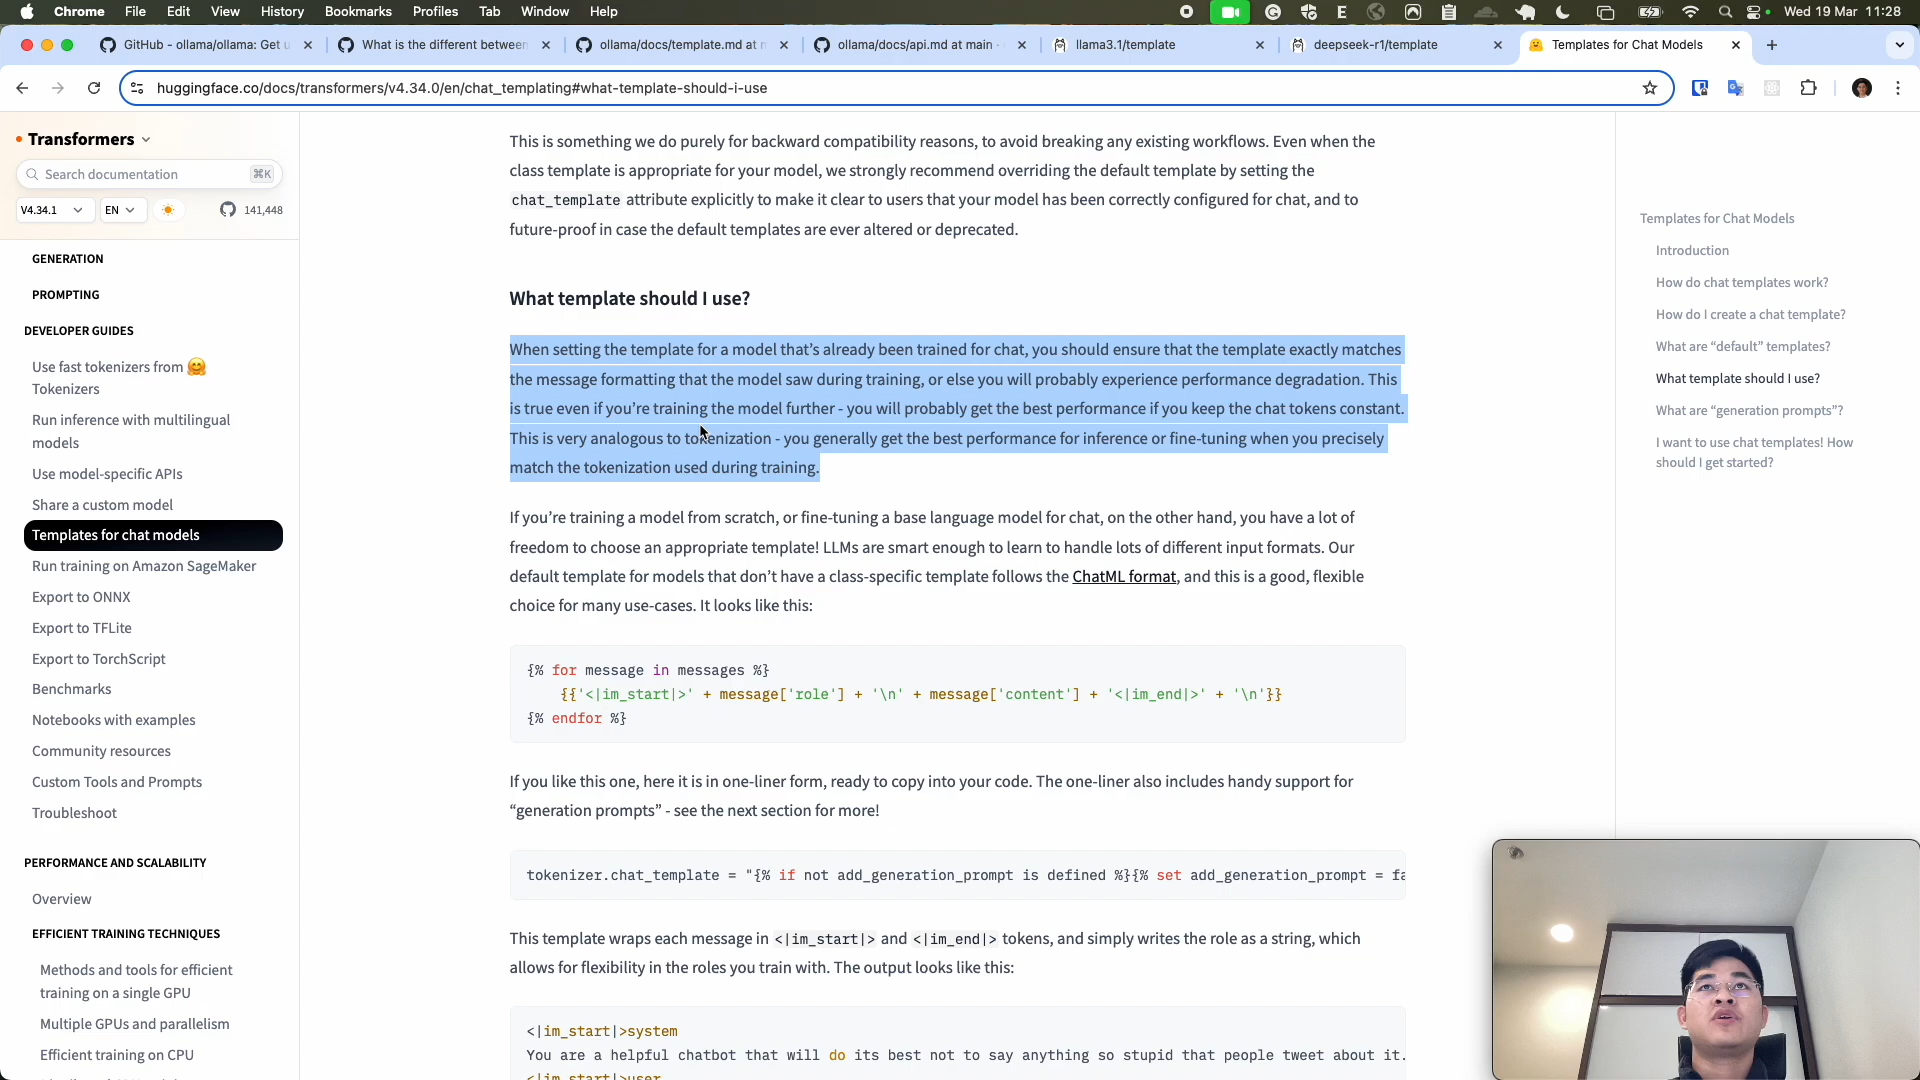 Chrome File Edit View History Bookmarks Profiles Tab Window Help
Wed 19 Mar 11:28
GitHub - ollama/ollama: Get u
What is the different between
ollama/docs/template.md at m
ollama/docs/api.md at main ·
llama3.1/template
deepseek-r1/template
Templates for Chat Models
huggingface.co/docs/transformers/v4.34.0/en/chat_templating#what-template-should-i-use
Transformers
Search documentation ⌘K
V4.34.1 EN 141,448
GENERATION
PROMPTING
DEVELOPER GUIDES
Use fast tokenizers from 🤗
Tokenizers
Run inference with multilingual
models
Use model-specific APIs
Share a custom model
Templates for chat models
Run training on Amazon SageMaker
Export to ONNX
Export to TFLite
Export to TorchScript
Benchmarks
Notebooks with examples
Community resources
Custom Tools and Prompts
Troubleshoot
PERFORMANCE AND SCALABILITY
Overview
EFFICIENT TRAINING TECHNIQUES
Methods and tools for efficient
training on a single GPU
Multiple GPUs and parallelism
Efficient training on CPU
This is something we do purely for backward compatibility reasons, to avoid breaking any existing workflows. Even when the
class template is appropriate for your model, we strongly recommend overriding the default template by setting the
chat_template attribute explicitly to make it clear to users that your model has been correctly configured for chat, and to
future-proof in case the default templates are ever altered or deprecated.
What template should I use?
When setting the template for a model that’s already been trained for chat, you should ensure that the template exactly matches
the message formatting that the model saw during training, or else you will probably experience performance degradation. This
is true even if you’re training the model further - you will probably get the best performance if you keep the chat tokens constant.
This is very analogous to tokenization - you generally get the best performance for inference or fine-tuning when you precisely
match the tokenization used during training.
If you’re training a model from scratch, or fine-tuning a base language model for chat, on the other hand, you have a lot of
freedom to choose an appropriate template! LLMs are smart enough to learn to handle lots of different input formats. Our
default template for models that don’t have a class-specific template follows the ChatML format, and this is a good, flexible
choice for many use-cases. It looks like this:
{% for message in messages %}
{{'<|im_start|>' + message['role'] + '\n' + message['content'] + '<|im_end|>' + '\n'}}
{% endfor %}
If you like this one, here it is in one-liner form, ready to copy into your code. The one-liner also includes handy support for
“generation prompts” - see the next section for more!
tokenizer.chat_template = "{% if not add_generation_prompt is defined %}{% set add_generation_prompt = fa
This template wraps each message in <|im_start|> and <|im_end|> tokens, and simply writes the role as a string, which
allows for flexibility in the roles you train with. The output looks like this:
<|im_start|>system
You are a helpful chatbot that will do its best not to say anything so stupid that people tweet about it.
<|im_start|>user
Templates for Chat Models
Introduction
How do chat templates work?
How do I create a chat template?
What are “default” templates?
What template should I use?
What are “generation prompts”?
I want to use chat templates! How
should I get started?